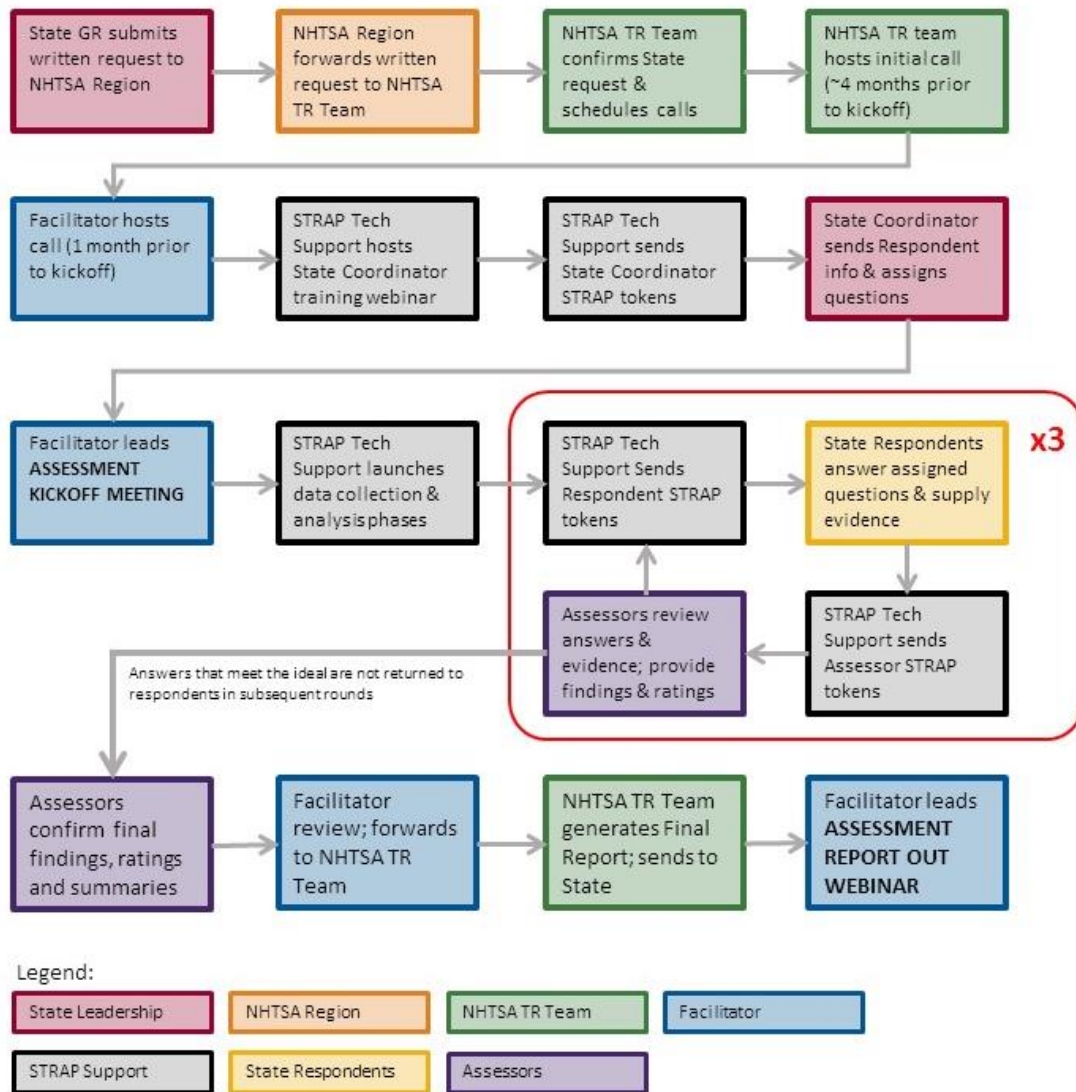 State GR submits
written request to
NHTSA Region
NHTSA Region
forwards written
request to NHTSA
TR Team
NHTSA TR Team
confirms State
request &
schedules calls
NHTSA TR team
hosts initial call
(~4 months prior
to kickoff)
Facilitator hosts
call (1 month prior
to kickoff)
STRAP Tech
Support hosts
State Coordinator
training webinar
STRAP Tech
Support sends
State Coordinator
STRAP tokens
State Coordinator
sends Respondent
info & assigns
questions
Facilitator leads
ASSESSMENT
KICKOFF MEETING
STRAP Tech
Support launches
data collection &
analysis phases
STRAP Tech
Support Sends
Respondent STRAP
tokens
State Respondents
answer assigned
questions & supply
evidence
x3
Assessors review
answers &
evidence; provide
findings & ratings
STRAP Tech
Support sends
Assessor STRAP
tokens
Answers that meet the ideal are not returned to
respondents in subsequent rounds
Assessors
confirm final
findings, ratings
and summaries
Facilitator
review; forwards
to NHTSA TR
Team
NHTSA TR Team
generates Final
Report; sends to
State
Facilitator leads
ASSESSMENT
REPORT OUT
WEBINAR
Legend:
State Leadership
NHTSA Region
NHTSA TR Team
Facilitator
STRAP Support
State Respondents
Assessors